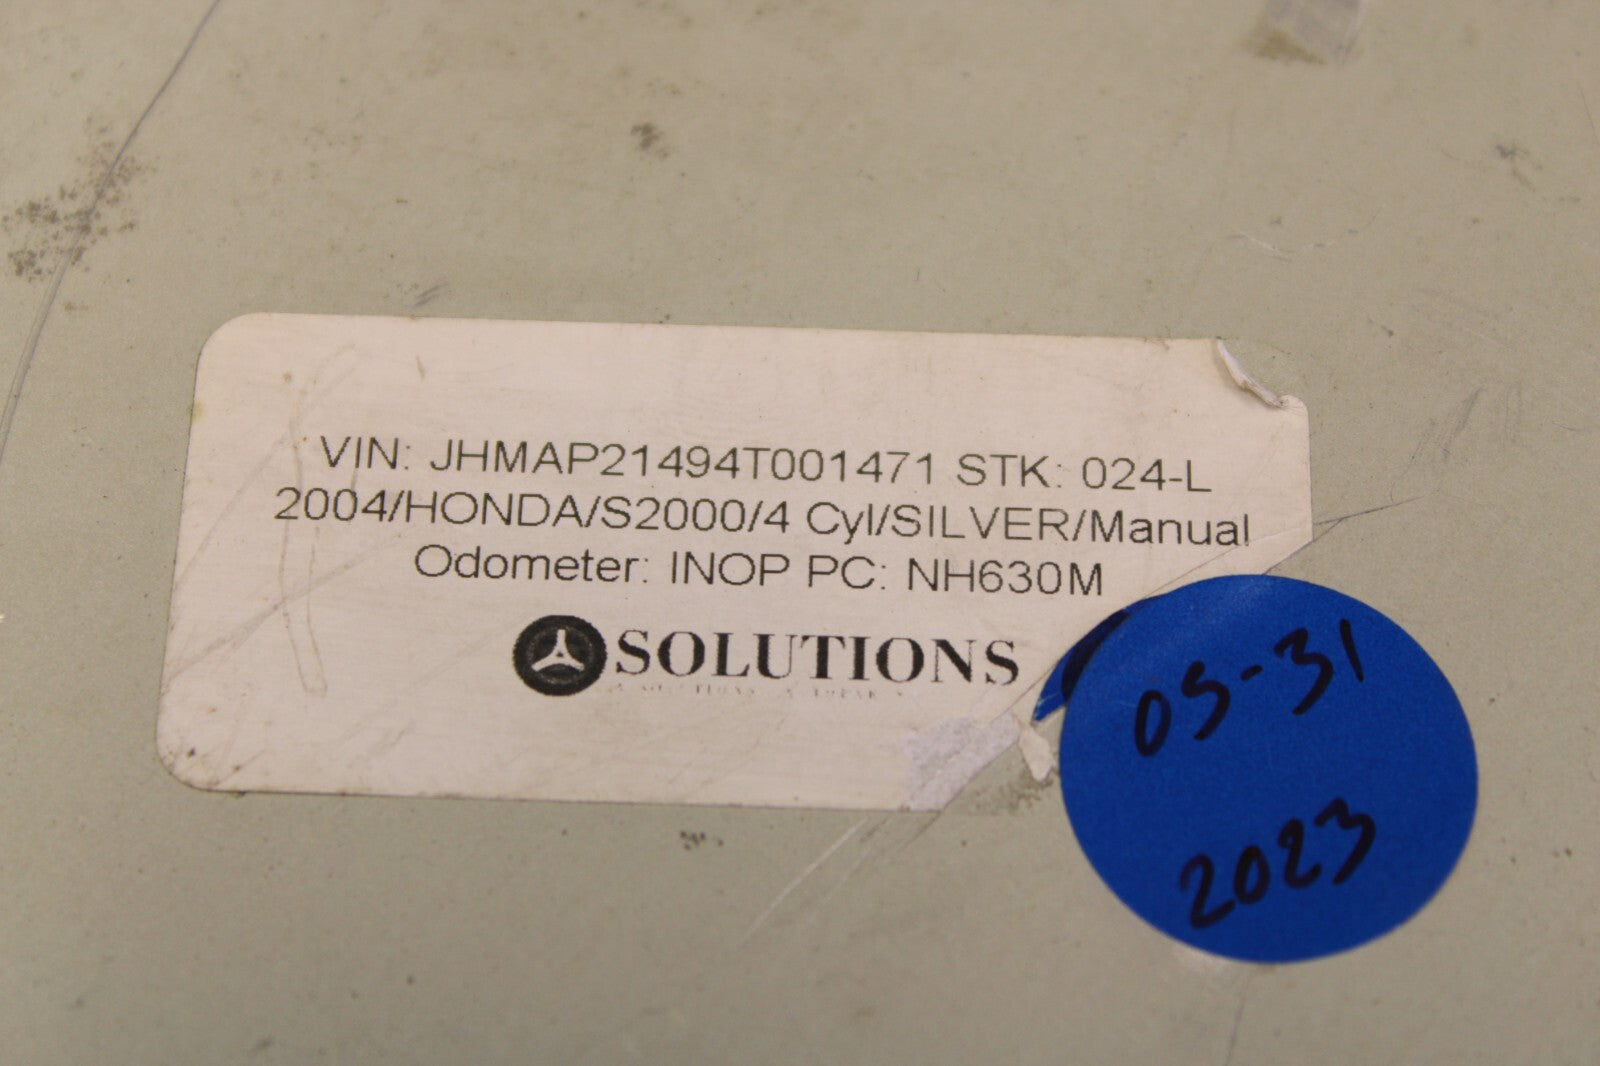 VIN: JHMAP21494T001471 STK: 024-L
2004/HONDA/S2000/4 Cyl/SILVER/Manual
Odometer: INOP PC: NH630M
SOLUTIONS
05-31
2023